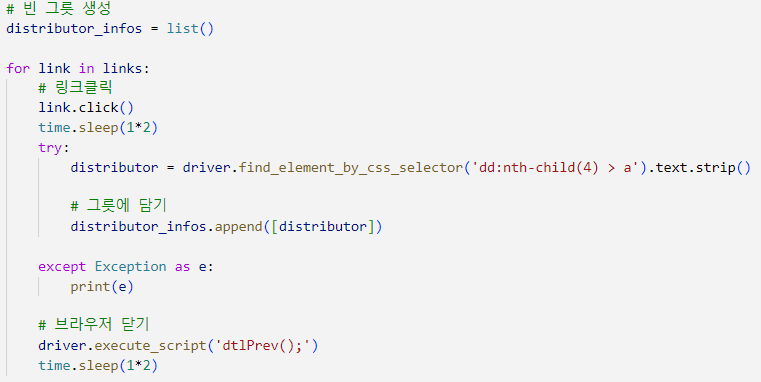 # 빈 그릇 생성
distributor_infos = list()
for link in links:
# 링크클릭
link.click()
time.sleep(1*2)
try:
distributor = driver.find_element_by_css_selector('dd:nth-child(4) > a').text.strip()
# 그릇에 담기
distributor_infos.append([distributor])
except Exception as e:
print(e)
# 브라우저 닫기
driver.execute_script('dtlPrev();')
time.sleep(1*2)